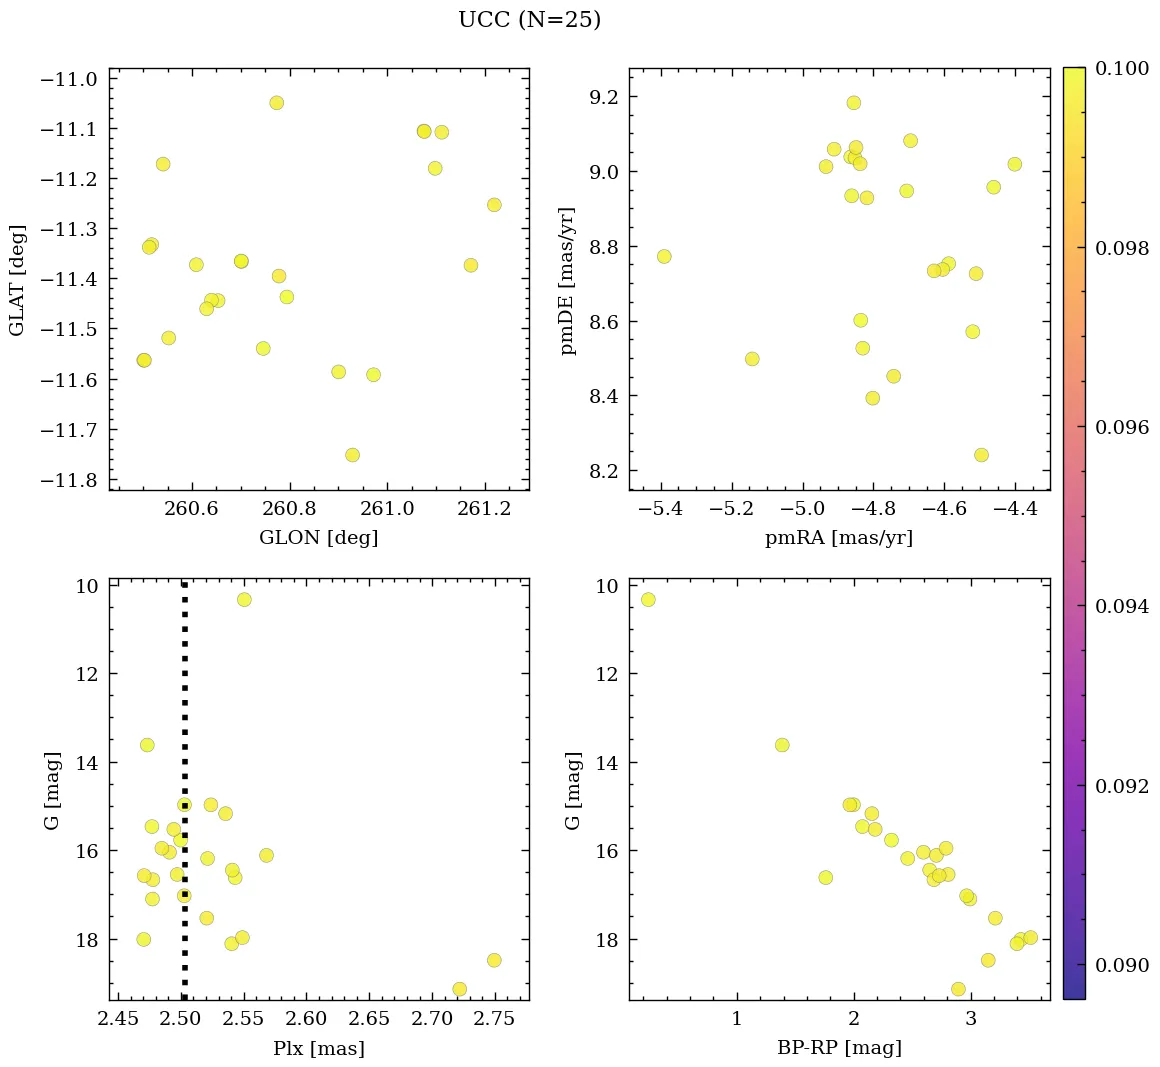 UCC (N=25)
−11.0
−11.1
−11.2
−11.3
−11.4
−11.5
−11.6
−11.7
−11.8
GLAT [deg]
260.6 260.8 261.0 261.2
GLON [deg]
9.2
9.0
8.8
8.6
8.4
8.2
pmDE [mas/yr]
−5.4 −5.2 −5.0 −4.8 −4.6 −4.4
pmRA [mas/yr]
10
12
14
16
18
G [mag]
2.45 2.50 2.55 2.60 2.65 2.70 2.75
Plx [mas]
10
12
14
16
18
G [mag]
1 2 3
BP-RP [mag]
0.100
0.098
0.096
0.094
0.092
0.090